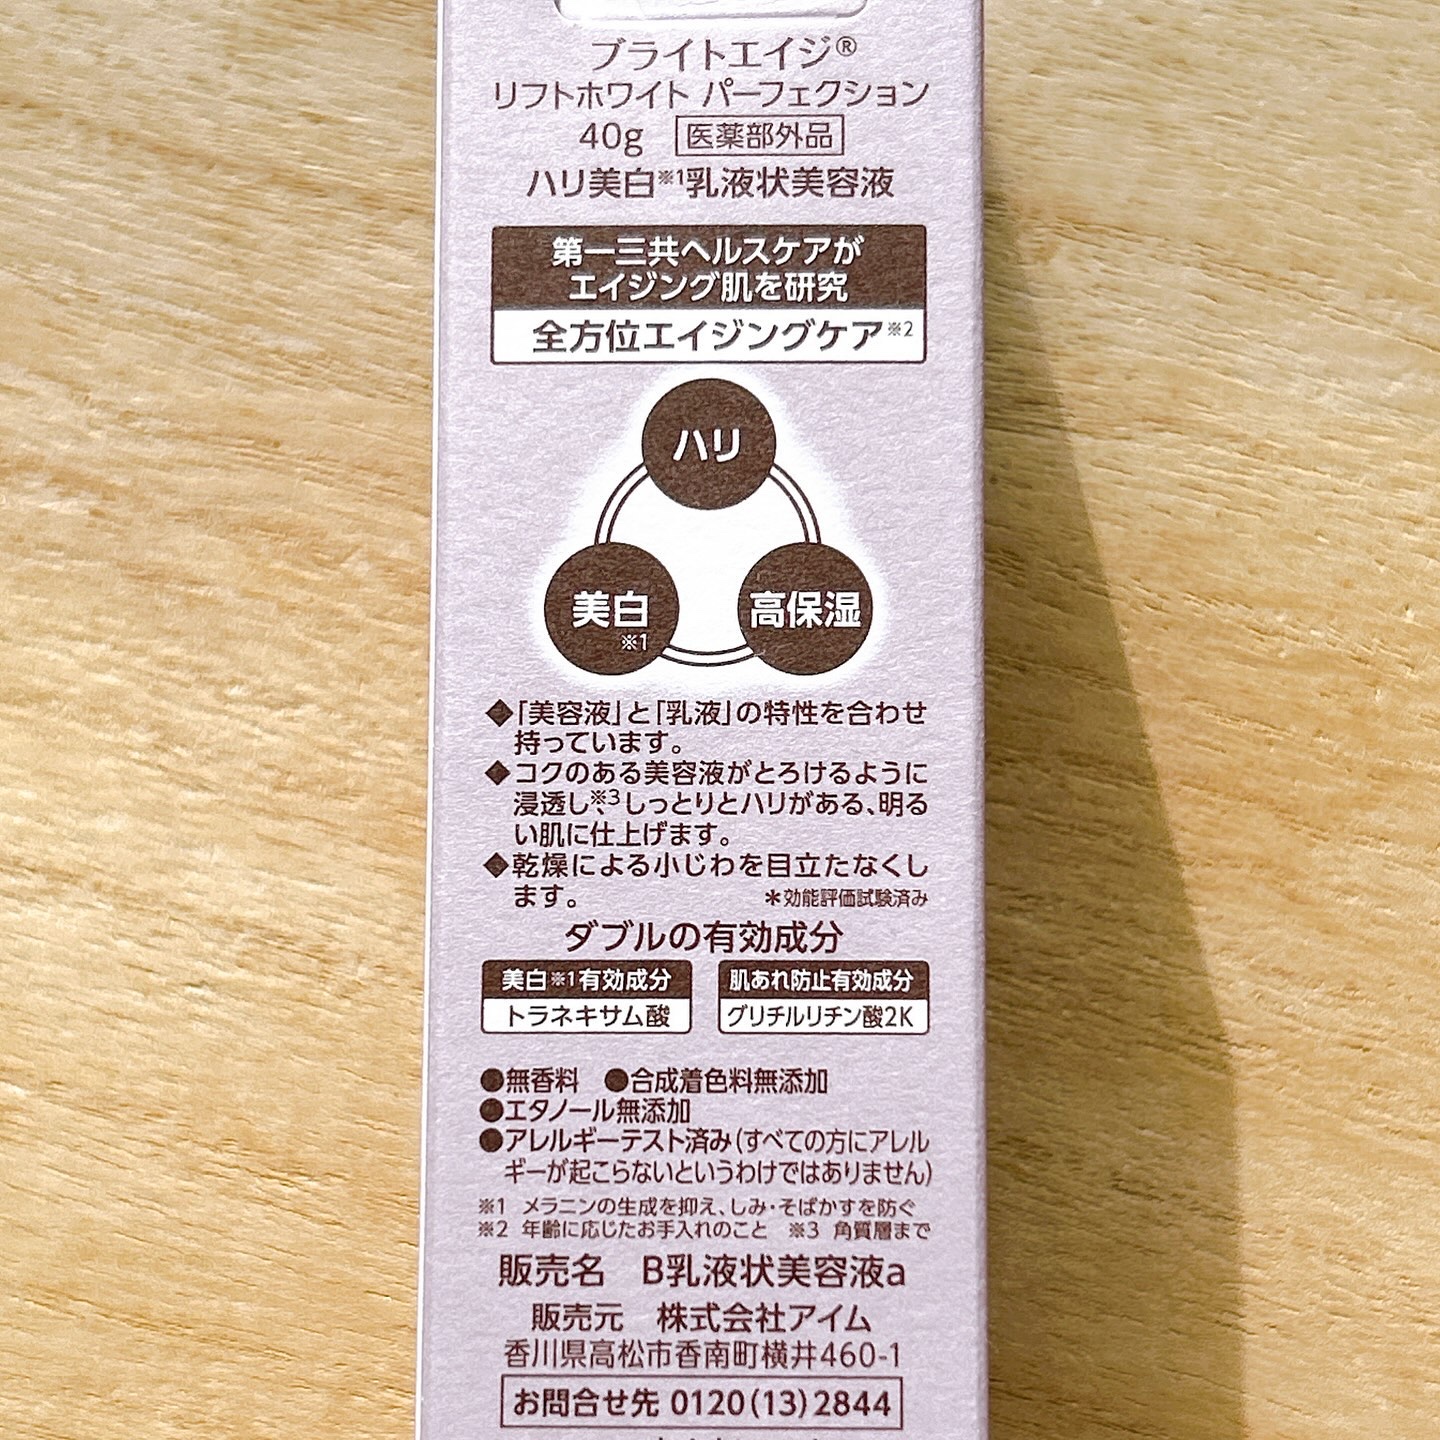 ブライトエイジ®
リフトホワイト パーフェクション
40g 医薬部外品
ハリ美白※1乳液状美容液
第一三共ヘルスケアが
エイジング肌を研究
全方位エイジングケア※2
ハリ
美白
※1
高保湿
◆「美容液」と「乳液」の特性を合わせ
持っています。
◆コクのある美容液がとろけるように
浸透し※3、しっとりとハリがある、明る
い肌に仕上げます。
◆乾燥による小じわを目立たなくし
ます。 *効能評価試験済み
ダブルの有効成分
美白※1有効成分
トラネキサム酸
肌あれ防止有効成分
グリチルリチン酸2K
●無香料 ●合成着色料無添加
●エタノール無添加
●アレルギーテスト済み(すべての方にアレル
ギーが起こらないというわけではありません)
※1 メラニンの生成を抑え、しみ・そばかすを防ぐ
※2 年齢に応じたお手入れのこと ※3 角質層まで
販売名 B乳液状美容液a
販売元 株式会社アイム
香川県高松市香南町横井460-1
お問合せ先 0120(13)2844